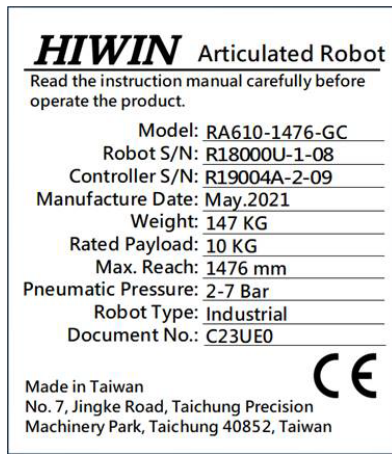 HIWIN Articulated Robot
Read the instruction manual carefully before
operate the product.
Model: RA610-1476-GC
Robot S/N: R18000U-1-08
Controller S/N: R19004A-2-09
Manufacture Date: May.2021
Weight: 147 KG
Rated Payload: 10 KG
Max. Reach: 1476 mm
Pneumatic Pressure: 2-7 Bar
Robot Type: Industrial
Document No.: C23UE0
CE
Made in Taiwan
No. 7, Jingke Road, Taichung Precision
Machinery Park, Taichung 40852, Taiwan